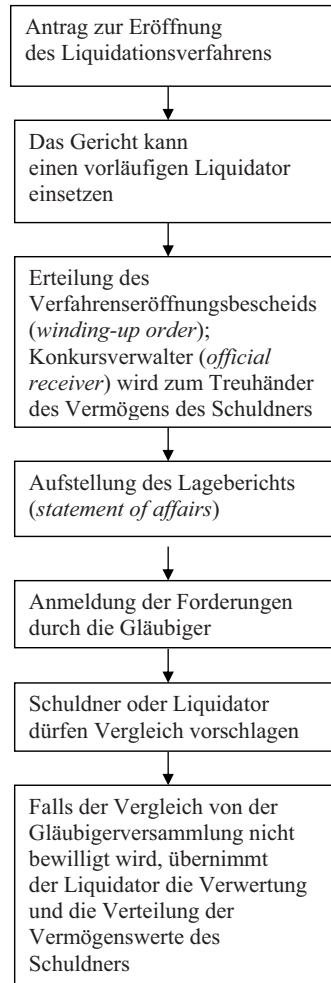 Antrag zur Eröffnung
des Liquidationsverfahrens
Das Gericht kann
einen vorläufigen Liquidator
einsetzen
Erteilung des
Verfahrenseröffnungsbescheids
(winding-up order);
Konkursverwalter (official
receiver) wird zum Treuhänder
des Vermögens des Schuldners
Aufstellung des Lageberichts
(statement of affairs)
Anmeldung der Forderungen
durch die Gläubiger
Schuldner oder Liquidator
dürfen Vergleich vorschlagen
Falls der Vergleich von der
Gläubigerversammlung nicht
bewilligt wird, übernimmt
der Liquidator die Verwertung
und die Verteilung der
Vermögenswerte des
Schuldners